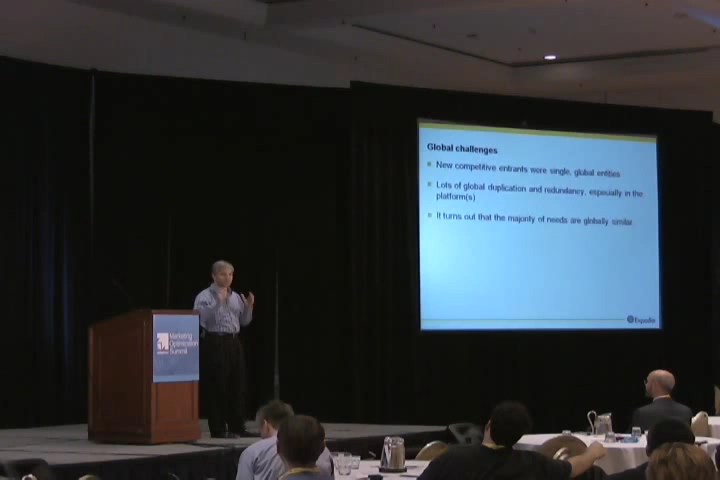 Global challenges
New competitive entrants were single, global entities
Lots of global duplication and redundancy, especially in the
platform(s)
It turns out that the majority of needs are globally similar.
Expedia
Marketing
Optimization
Summit